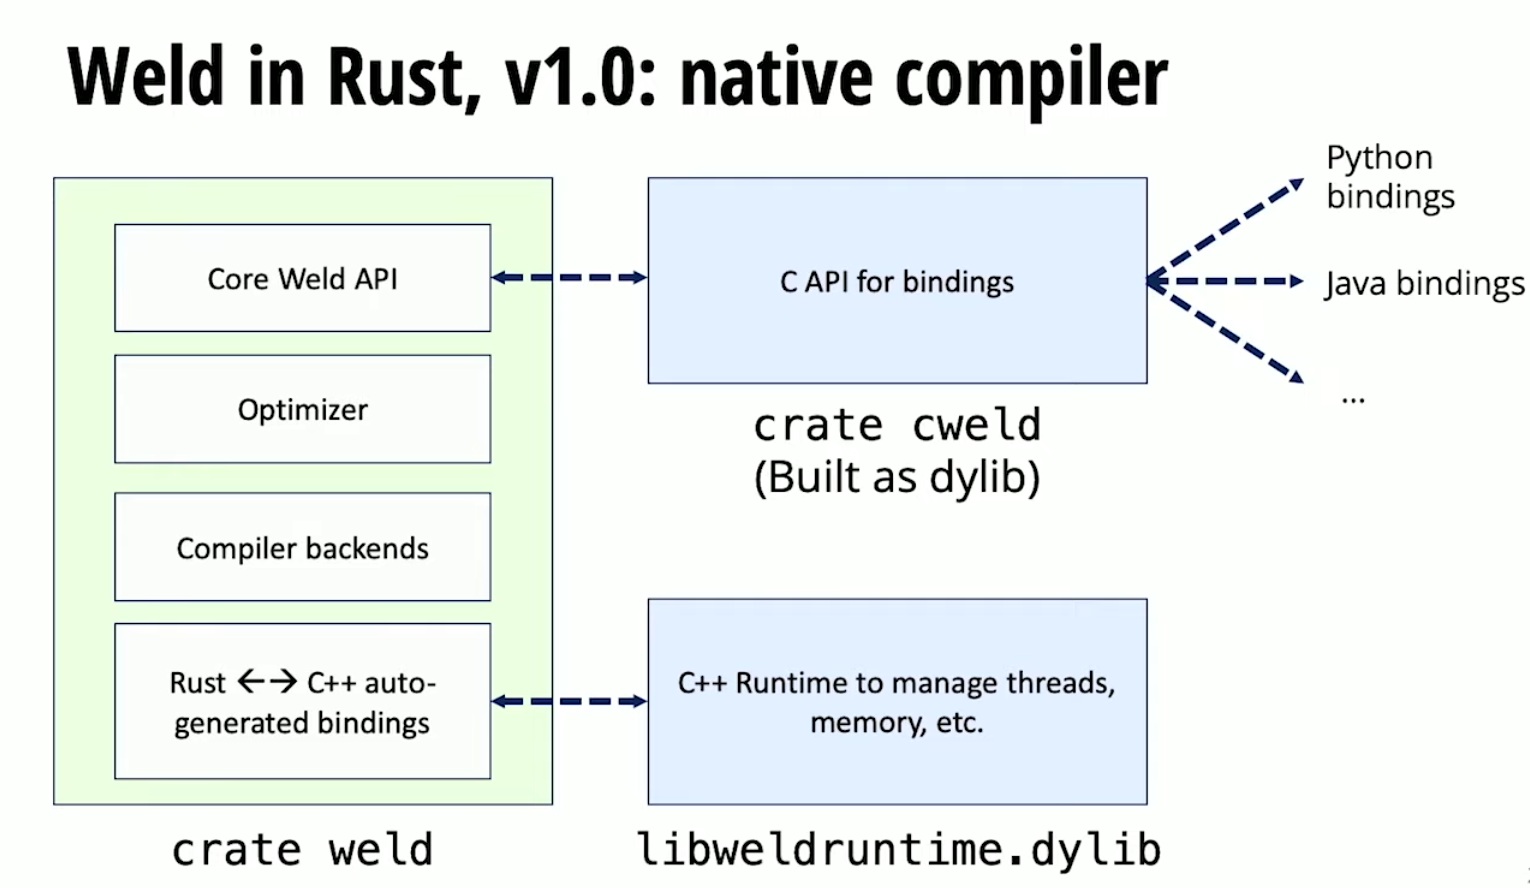 Weld in Rust, v1.0: native compiler
Python
bindings
Core Weld API
C API for bindings
Java bindings
...
Optimizer
crate cweld
(Built as dylib)
Compiler backends
Rust ←→ C++ auto-
generated bindings
C++ Runtime to manage threads,
memory, etc.
crate weld
libweldruntime.dylib